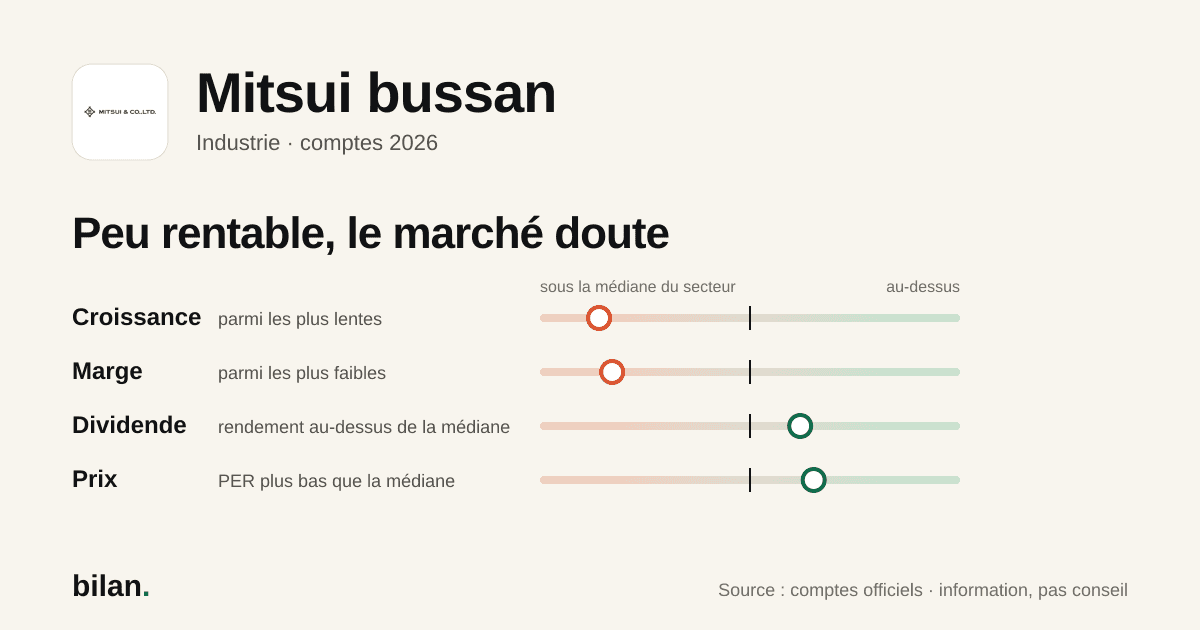 MITSUI & CO.,LTD.
Mitsui bussan
Industrie · comptes 2026
Peu rentable, le marché doute
sous la médiane du secteur au-dessus
Croissance parmi les plus lentes
Marge parmi les plus faibles
Dividende rendement au-dessus de la médiane
Prix PER plus bas que la médiane
bilan.
Source : comptes officiels · information, pas conseil